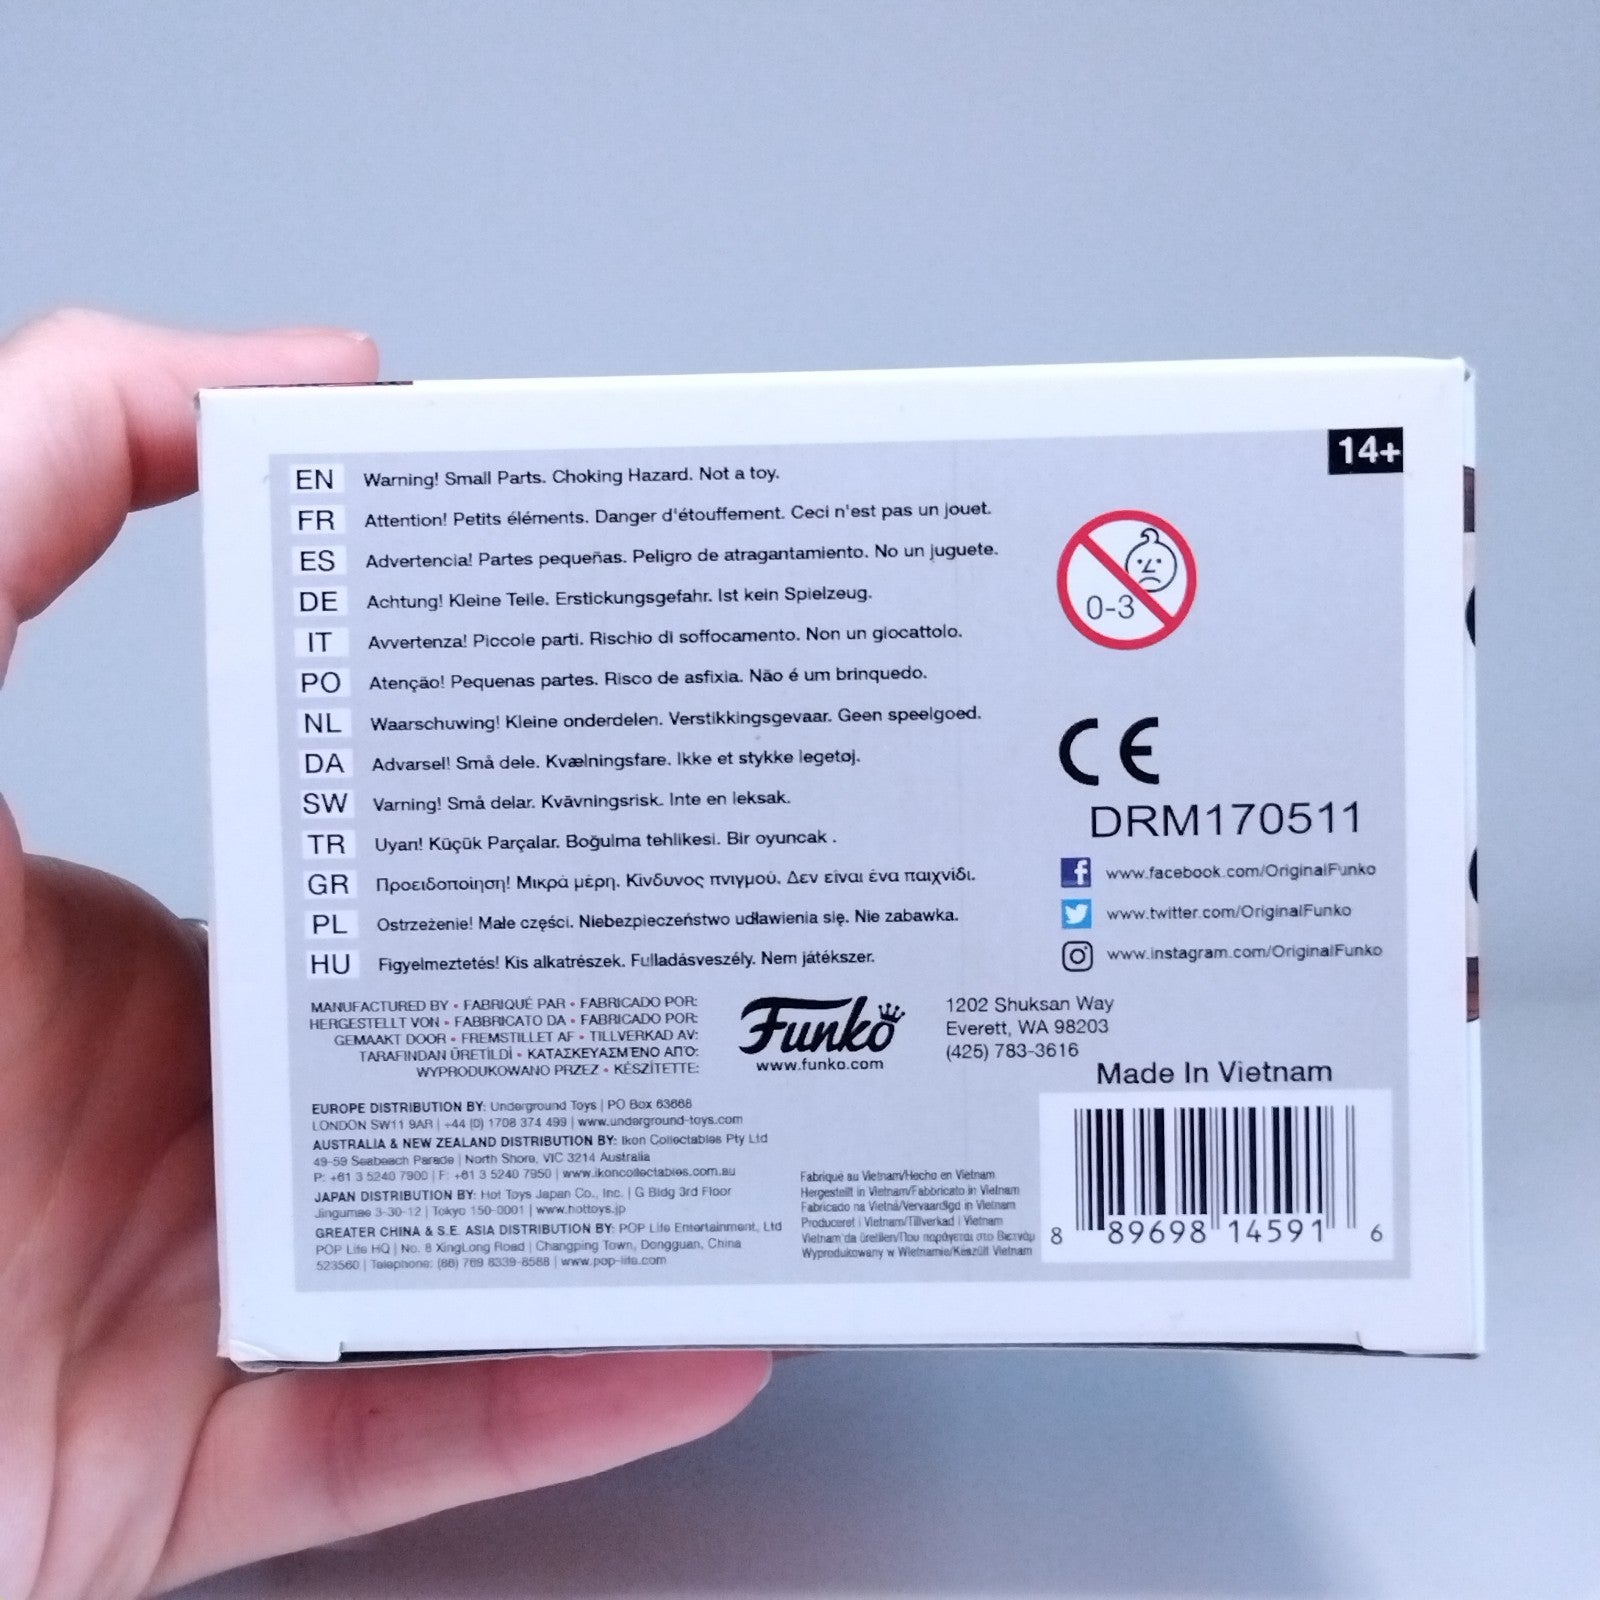 14+
EN Warning! Small Parts. Choking Hazard. Not a toy.
FR Attention! Petits éléments. Danger d'étouffement. Ceci n'est pas un jouet.
ES Advertencia! Partes pequeñas. Peligro de atragantamiento. No un juguete.
DE Achtung! Kleine Teile. Erstickungsgefahr. Ist kein Spielzeug.
IT Avvertenza! Piccole parti. Rischio di soffocamento. Non un giocattolo.
PO Atenção! Pequenas partes. Risco de asfixia. Não é um brinquedo.
NL Waarschuwing! Kleine onderdelen. Verstikkingsgevaar. Geen speelgoed.
DA Advarsel! Små dele. Kvælningsfare. Ikke et stykke legetøj.
SW Varning! Små delar. Kvävningsrisk. Inte en leksak.
TR Uyarı! Küçük Parçalar. Boğulma tehlikesi. Bir oyuncak .
GR Προειδοποίηση! Μικρά μέρη. Κίνδυνος πνιγμού. Δεν είναι ένα παιχνίδι.
PL Ostrzeżenie! Małe części. Niebezpieczeństwo udławienia się. Nie zabawka.
HU Figyelmeztetés! Kis alkatrészek. Fulladásveszély. Nem játékszer.
0-3
CE
DRM170511
www.facebook.com/OriginalFunko
www.twitter.com/OriginalFunko
www.instagram.com/OriginalFunko
MANUFACTURED BY • FABRIQUÉ PAR • FABRICADO POR:
HERGESTELLT VON • FABBRICATO DA • FABRICADO POR:
GEMAAKT DOOR • FREMSTILLET AF • TILLVERKAD AV:
TARAFINDAN ÜRETİLDİ • ΚΑΤΑΣΚΕΥΑΣΜΈΝΟ ΑΠΌ:
WYPRODUKOWANO PRZEZ • KÉSZÍTETTE:
Funko
www.funko.com
1202 Shuksan Way
Everett, WA 98203
(425) 783-3616
Made In Vietnam
EUROPE DISTRIBUTION BY: Underground Toys | PO Box 63668
LONDON SW11 9AR | +44 (0) 1708 374 499 | www.underground-toys.com
AUSTRALIA & NEW ZEALAND DISTRIBUTION BY: Ikon Collectables Pty Ltd
49-59 Seabeach Parade | North Shore, VIC 3214 Australia
P: +61 3 5240 7900 | F: +61 3 5240 7950 | www.ikoncollectables.com.au
JAPAN DISTRIBUTION BY: Hot Toys Japan Co., Inc. | G Bldg 3rd Floor
Jingumae 3-30-12 | Tokyo 150-0001 | www.hottoys.jp
GREATER CHINA & S.E. ASIA DISTRIBUTION BY: POP Life Entertainment, Ltd
POP Life HQ | No. 8 XingLong Road | Changping Town, Dongguan, China
523560 | Telephone: (86) 769 8339-8588 | www.pop-life.com
Fabriqué au Vietnam/Hecho en Vietnam
Hergestellt in Vietnam/Fabbricato in Vietnam
Fabricado na Vietnã/Vervaardigd in Vietnam
Produceret i Vietnam/Tillverkad i Vietnam
Vietnam'da üretilen/Που παράγεται στο Βιετνάμ
Wyprodukowany w Wietnamie/Készült Vietnam
8 89698 14591 6